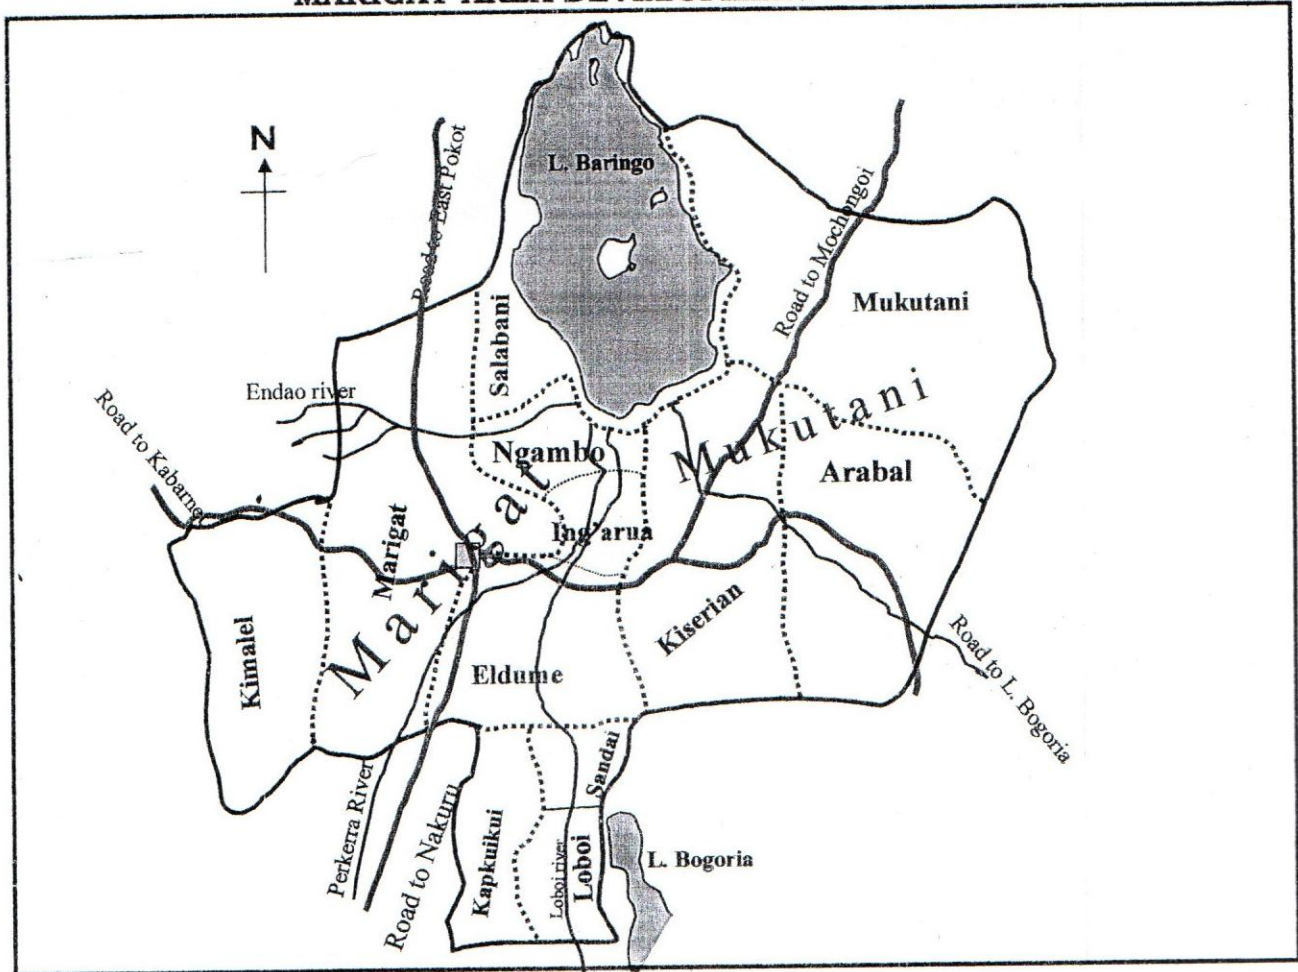 N
L. Baringo
Road to East Pokot
Road to Mochongoi
Mukutani
Salabani
Endao river
Road to Kabarnet
Ngambo
Mukutani
Arabal
Ing'arua
Marigat
Marigat
Kimalel
Kiserian
Eldume
Road to L. Bogoria
Sandai
Perkerra River
Road to Nakuru
Kapkuikui
Loboi river
Loboi
L. Bogoria